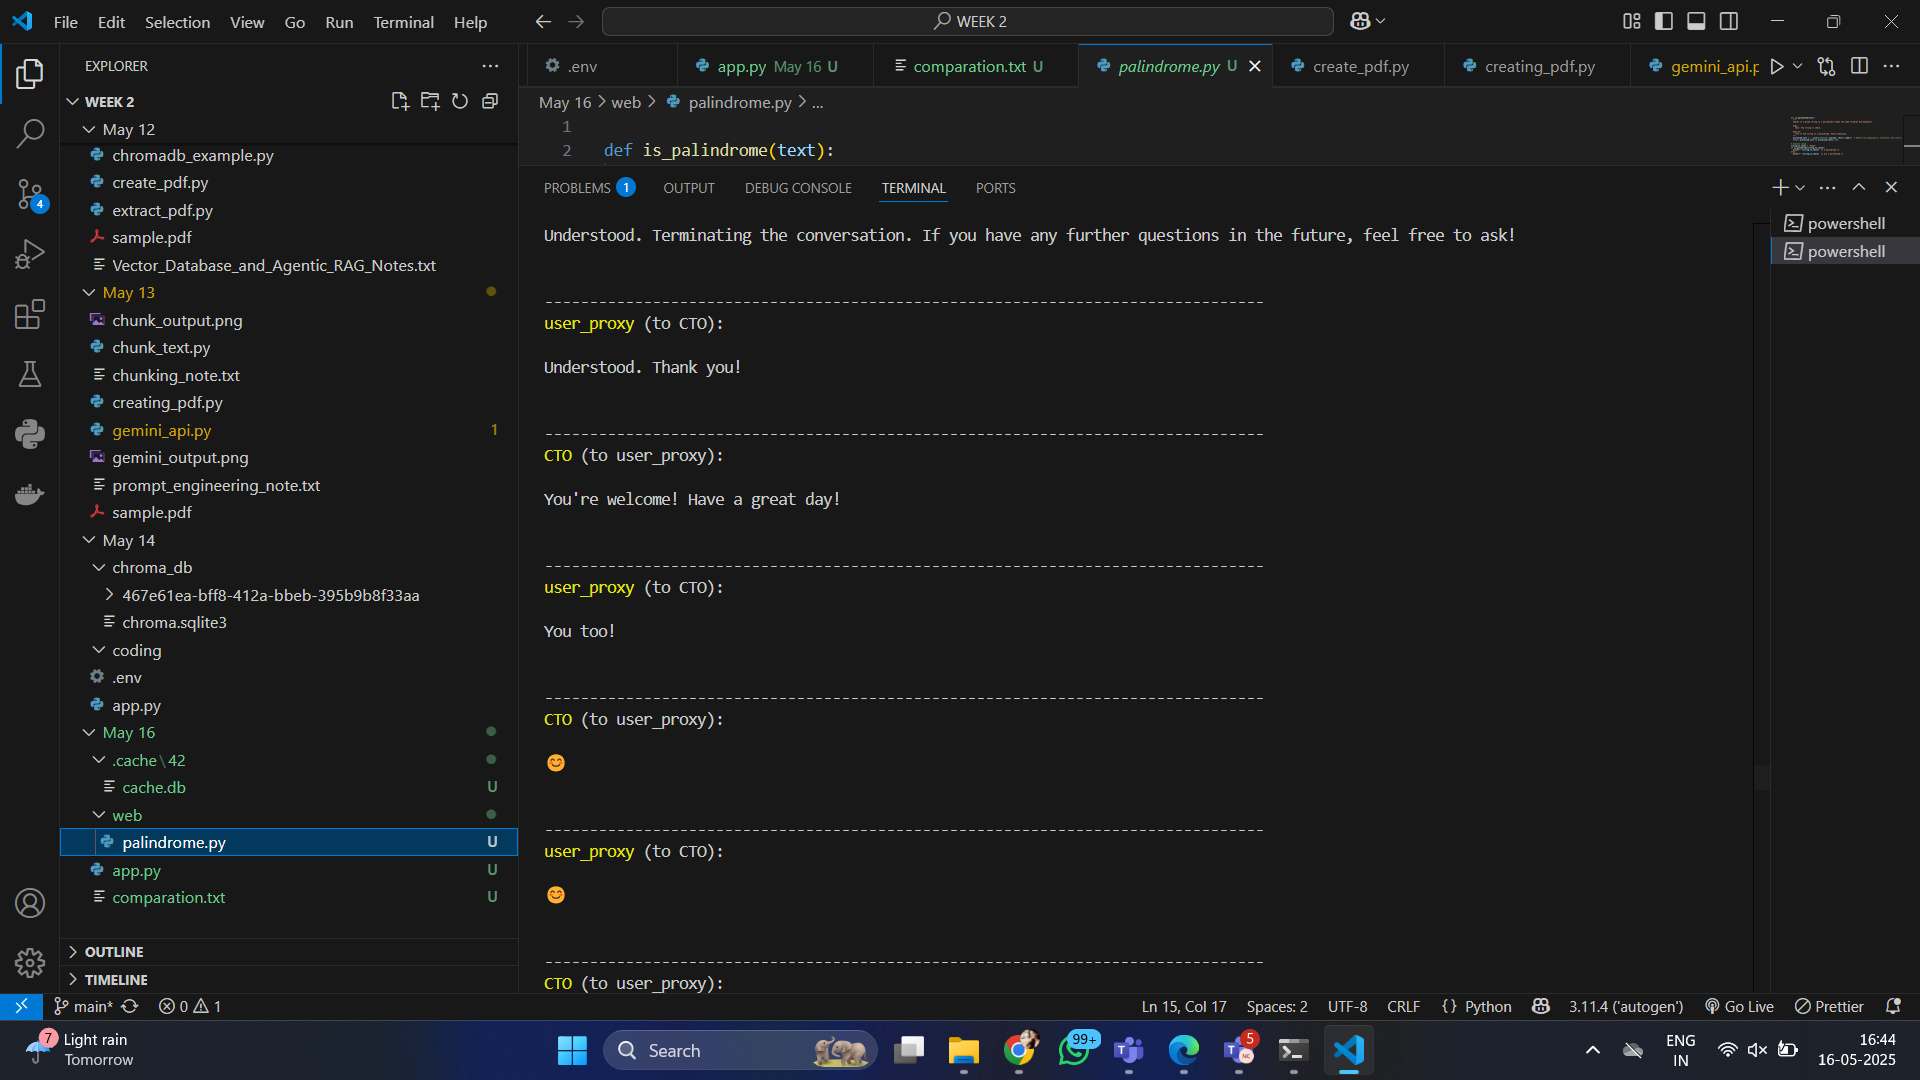 File Edit Selection View Go Run Terminal Help
WEEK 2
EXPLORER
.env
app.py May 16 U
comparation.txt U
palindrome.py U
create_pdf.py
creating_pdf.py
gemini_api.p
WEEK 2
May 16 > web > palindrome.py > ...
1
2 def is_palindrome(text):
May 12
chromadb_example.py
create_pdf.py
extract_pdf.py
sample.pdf
Vector_Database_and_Agentic_RAG_Notes.txt
May 13
chunk_output.png
chunk_text.py
chunking_note.txt
creating_pdf.py
gemini_api.py 1
gemini_output.png
prompt_engineering_note.txt
sample.pdf
May 14
chroma_db
467e61ea-bff8-412a-bbeb-395b9b8f33aa
chroma.sqlite3
coding
.env
app.py
May 16
.cache\42
cache.db U
web
palindrome.py U
app.py U
comparation.txt U
OUTLINE
TIMELINE
4
PROBLEMS 1 OUTPUT DEBUG CONSOLE TERMINAL PORTS
powershell
powershell
Understood. Terminating the conversation. If you have any further questions in the future, feel free to ask!
--------------------------------------------------------------------------------
user_proxy (to CTO):
Understood. Thank you!
--------------------------------------------------------------------------------
CTO (to user_proxy):
You're welcome! Have a great day!
--------------------------------------------------------------------------------
user_proxy (to CTO):
You too!
--------------------------------------------------------------------------------
CTO (to user_proxy):
😊
--------------------------------------------------------------------------------
user_proxy (to CTO):
😊
--------------------------------------------------------------------------------
CTO (to user_proxy):
main* 0 1
Ln 15, Col 17 Spaces: 2 UTF-8 CRLF {} Python 3.11.4 ('autogen') Go Live Prettier
7
Light rain
Tomorrow
Search
99+
5
ENG
IN
16:44
16-05-2025